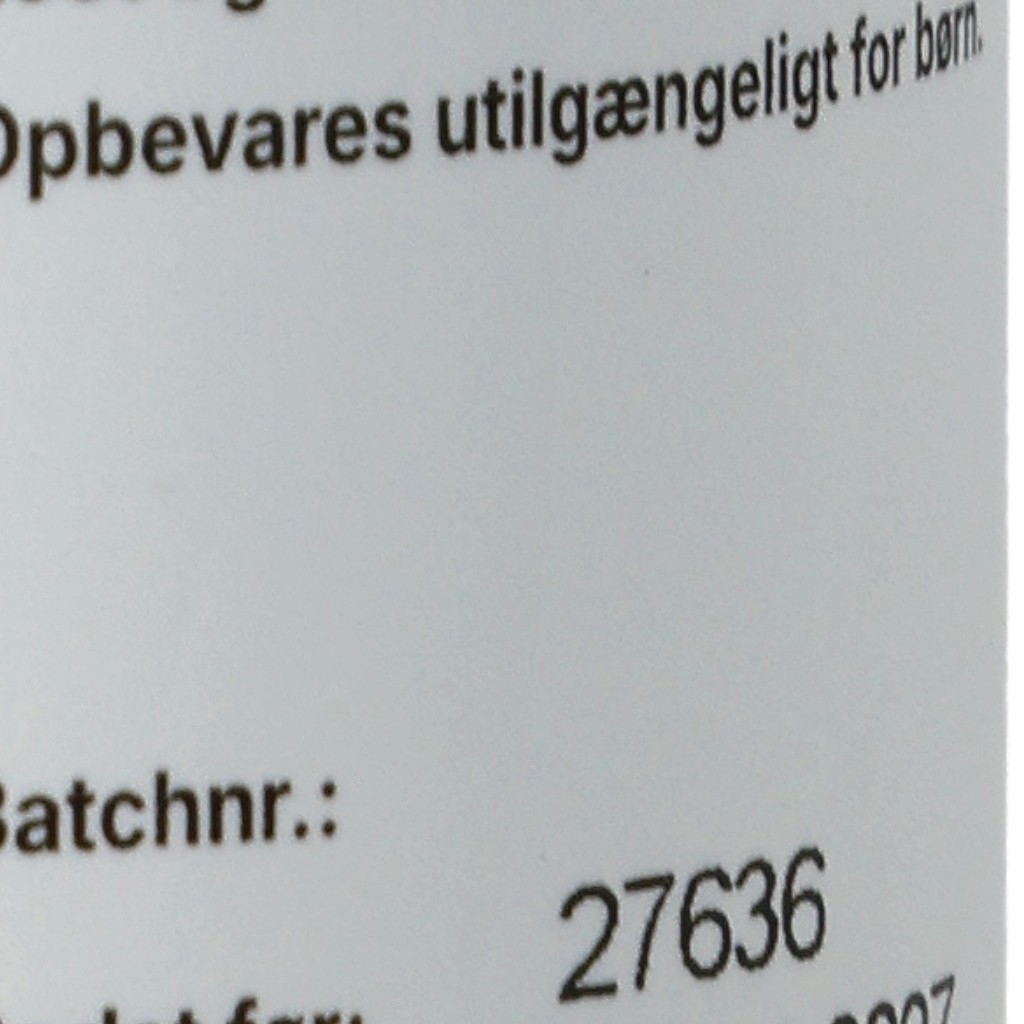 Opbevares utilgængeligt for børn.
Batchnr.:
27636